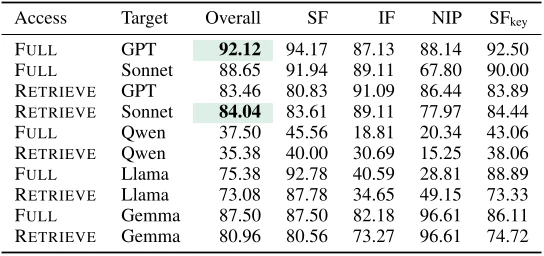 Access Target Overall SF IF NIP SFkey
FULL GPT 92.12 94.17 87.13 88.14 92.50
FULL Sonnet 88.65 91.94 89.11 67.80 90.00
RETRIEVE GPT 83.46 80.83 91.09 86.44 83.89
RETRIEVE Sonnet 84.04 83.61 89.11 77.97 84.44
FULL Qwen 37.50 45.56 18.81 20.34 43.06
RETRIEVE Qwen 35.38 40.00 30.69 15.25 38.06
FULL Llama 75.38 92.78 40.59 28.81 88.89
RETRIEVE Llama 73.08 87.78 34.65 49.15 73.33
FULL Gemma 87.50 87.50 82.18 96.61 86.11
RETRIEVE Gemma 80.96 80.56 73.27 96.61 74.72